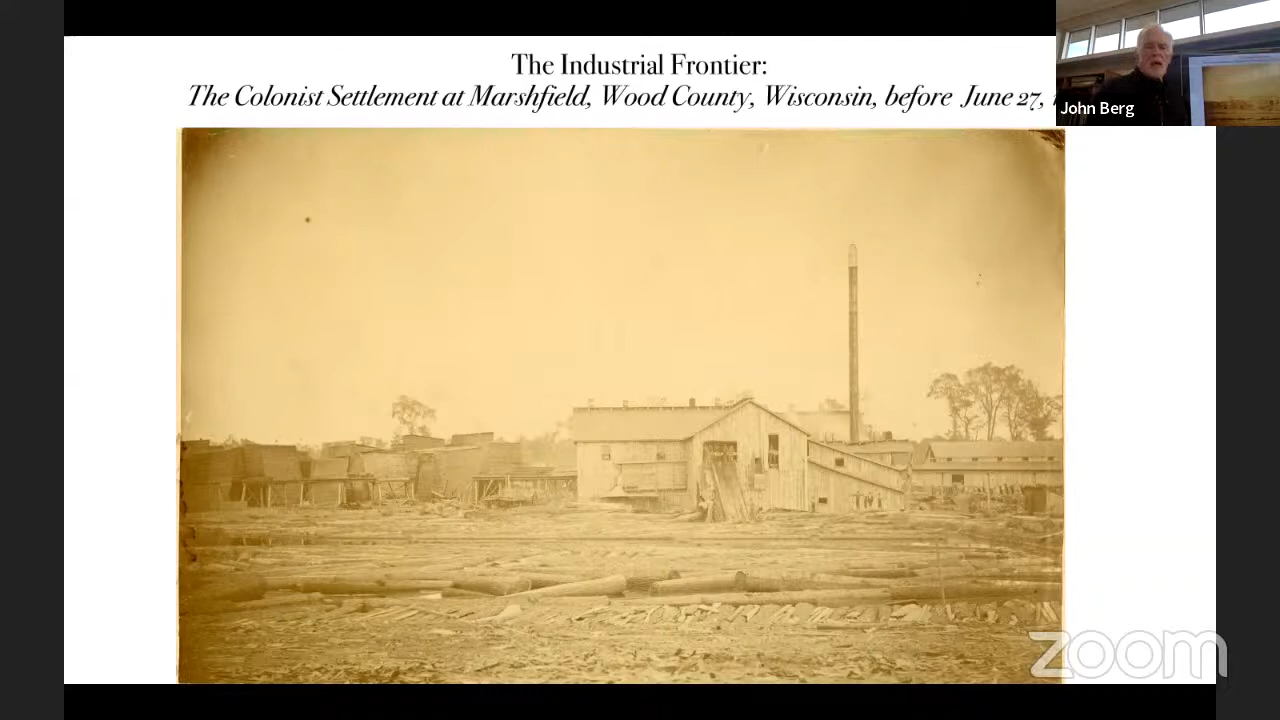 The Industrial Frontier:
The Colonist Settlement at Marshfield, Wood County, Wisconsin, before June 27,
John Berg
zoom